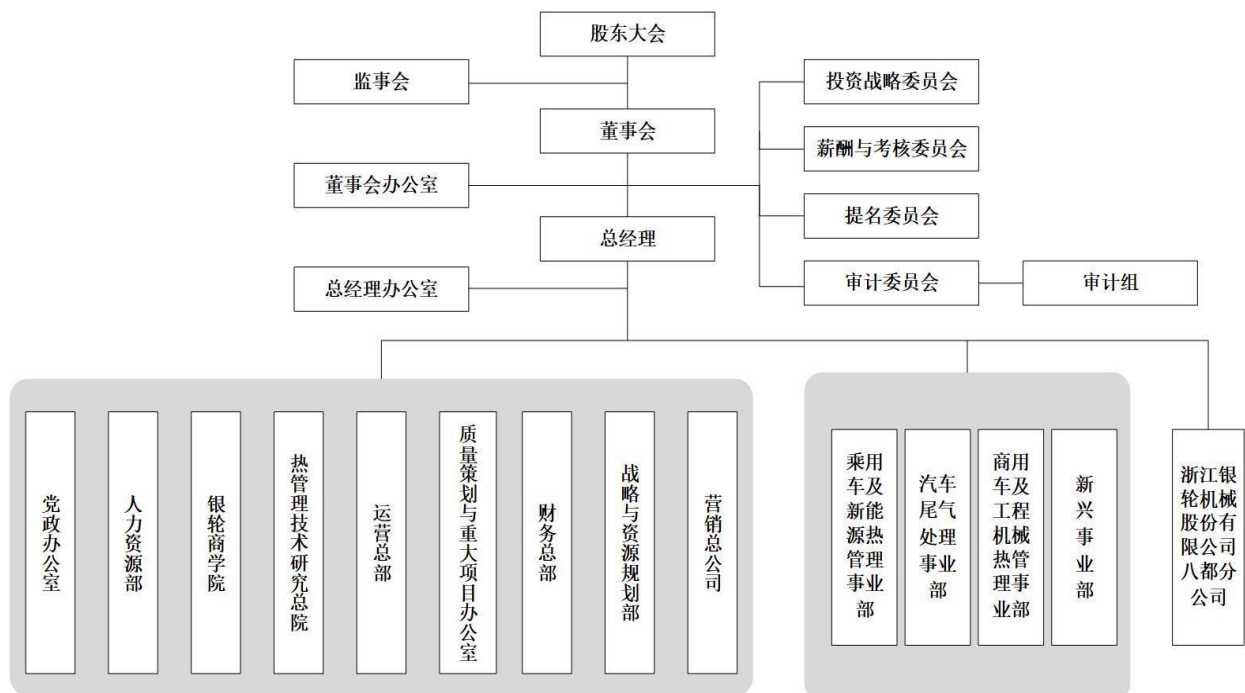 股东大会
监事会
投资战略委员会
董事会
薪酬与考核委员会
董事会办公室
提名委员会
总经理
总经理办公室
审计委员会
审计组
党政办公室
人力资源部
银轮商学院
热管理技术研究总院
运营总部
质量策划与重大项目办公室
财务总部
战略与资源规划部
营销总公司
乘用
车及
新能
源热
管理
事业
部
汽车
尾气
处理
事业
部
商用
车及
工程
机械
热管
理事
业部
新
兴
事
业
部
浙江银
轮机械
股份有
限公司
八都分
公司